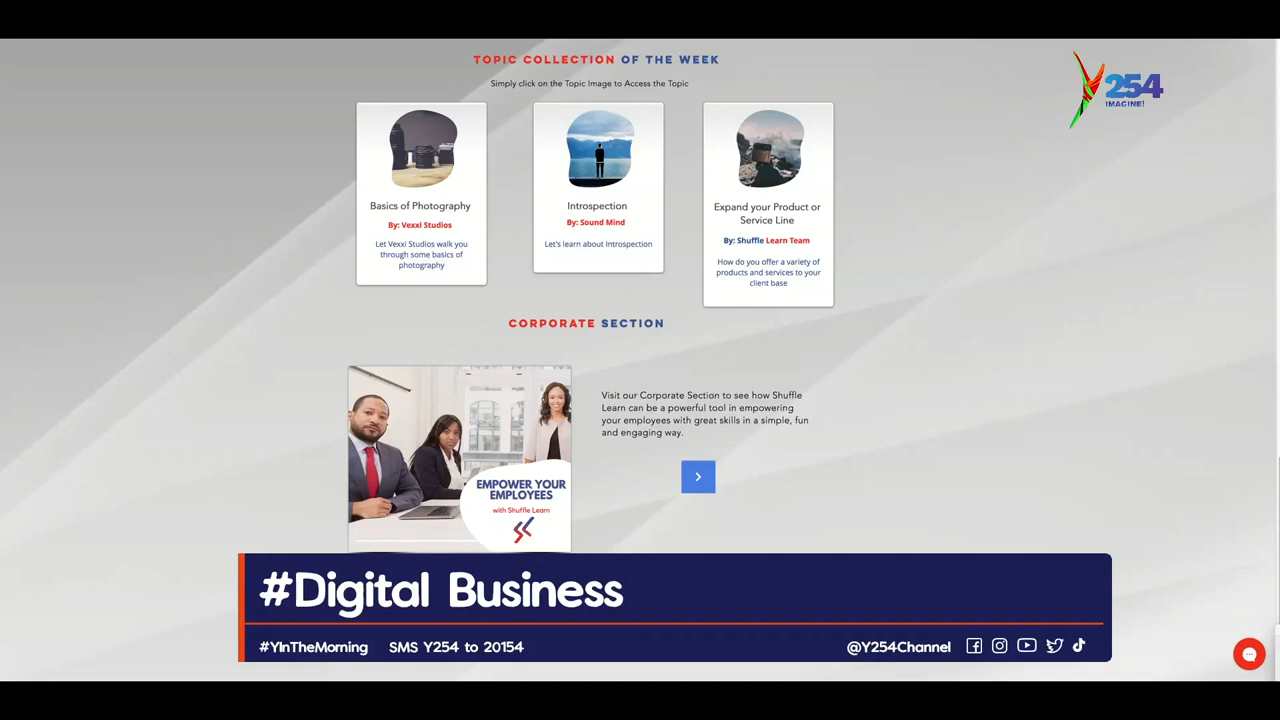 TOPIC COLLECTION OF THE WEEK
Simply click on the Topic Image to Access the Topic
Y254
IMAGINE!
Basics of Photography
By: Vexxi Studios
Let Vexxi Studios walk you
through some basics of
photography
Introspection
By: Sound Mind
Let's learn about Introspection
Expand your Product or
Service Line
By: Shuffle Learn Team
How do you offer a variety of
products and services to your
client base
CORPORATE SECTION
EMPOWER YOUR
EMPLOYEES
with Shuffle Learn
Visit our Corporate Section to see how Shuffle
Learn can be a powerful tool in empowering
your employees with great skills in a simple, fun
and engaging way.
#Digital Business
#YInTheMorning SMS Y254 to 20154 @Y254Channel